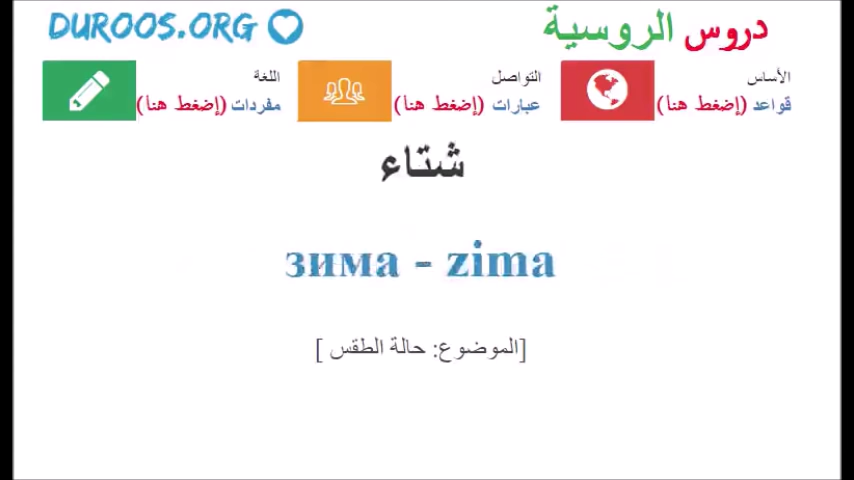 DUROOS.ORG
دروس الروسية
الأساس
قواعد (إضغط هنا)
التواصل
عبارات (إضغط هنا)
اللغة
مفردات (إضغط هنا)
شتاء
зима - zima
[الموضوع: حالة الطقس ]